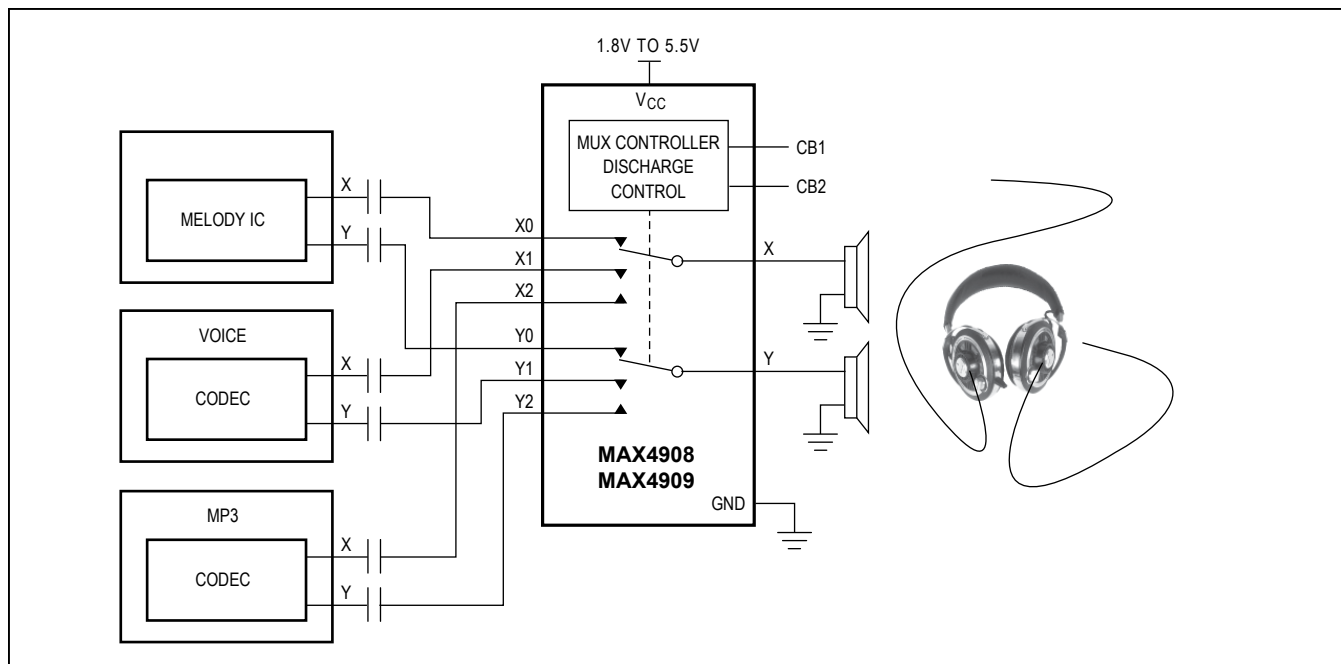 1.8V TO 5.5V
VCC
MUX CONTROLLER
DISCHARGE
CONTROL
CB1
CB2
MELODY IC
X
Y
X0
X1
X2
X
VOICE
CODEC
X
Y
Y0
Y1
Y2
Y
MAX4908
MAX4909
GND
MP3
CODEC
X
Y